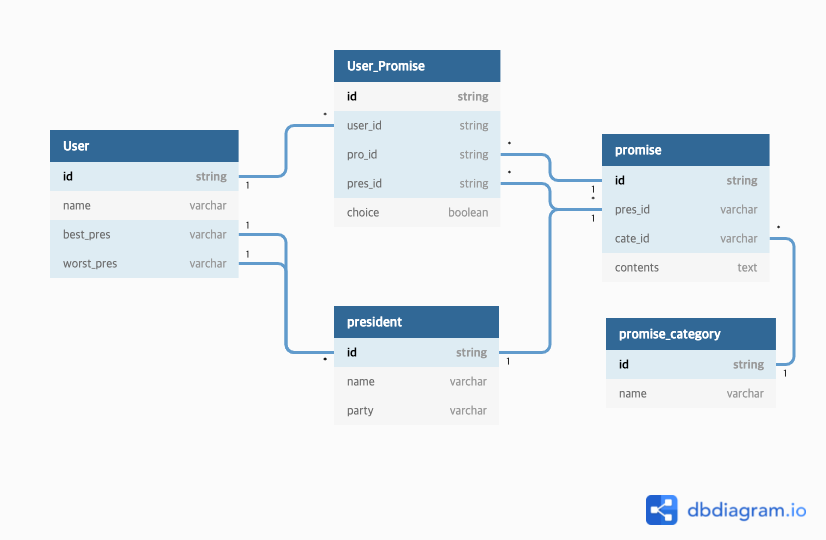 User_Promise
id string
user_id string
pro_id string
pres_id string
choice boolean
User
id string
name varchar
best_pres varchar
worst_pres varchar
promise
id string
pres_id varchar
cate_id varchar
contents text
president
id string
name varchar
party varchar
promise_category
id string
name varchar
*
1
1
1
*
*
*
1
*
1
1
*
1
dbdiagram.io